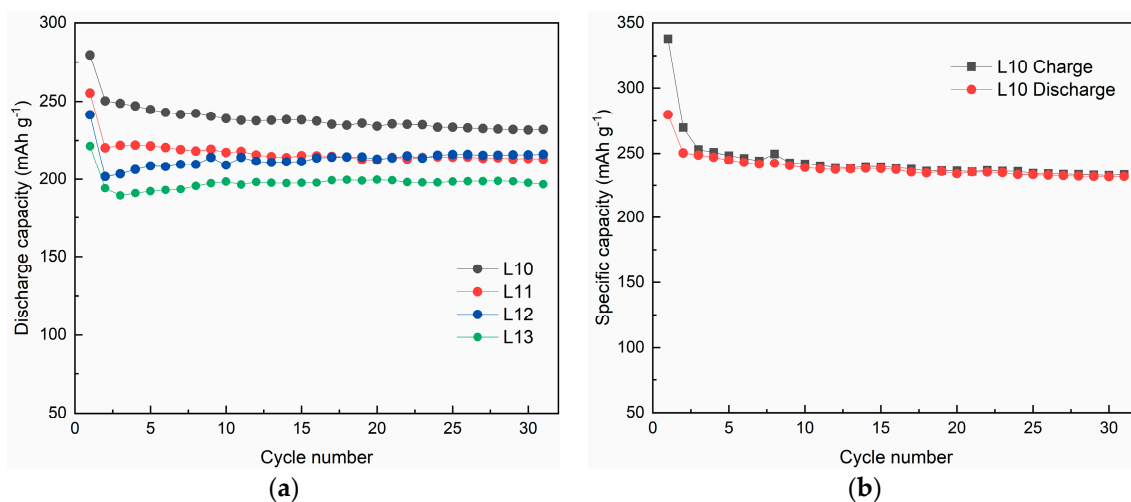 300
250
200
150
100
50
0
5
10
15
20
25
30
Discharge capacity (mAh g⁻¹)
Cycle number
L10
L11
L12
L13
(a)
350
300
250
200
150
100
50
0
5
10
15
20
25
30
Specific capacity (mAh g⁻¹)
Cycle number
L10 Charge
L10 Discharge
(b)